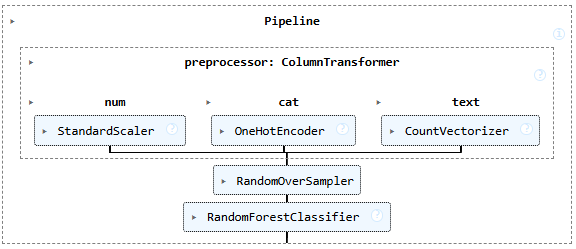 Pipeline
preprocessor: ColumnTransformer
num cat text
StandardScaler OneHotEncoder CountVectorizer
RandomOverSampler
RandomForestClassifier